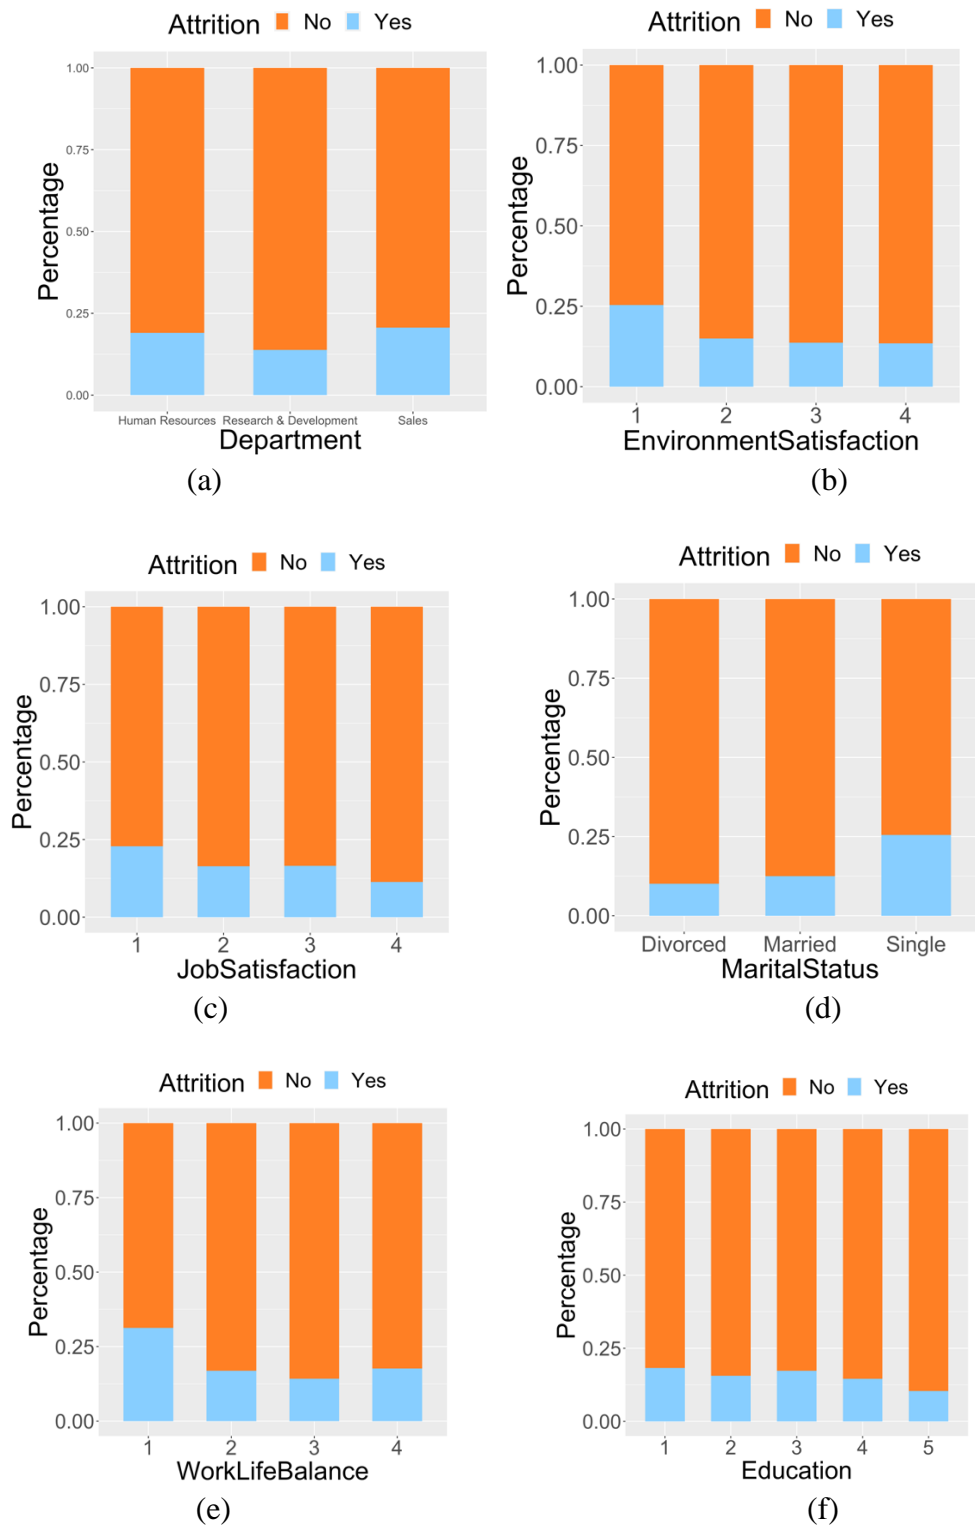 Attrition No Yes
Percentage
1.00
0.75
0.50
0.25
0.00
Human Resources Research & Development Sales
Department
(a)
Attrition No Yes
Percentage
1.00
0.75
0.50
0.25
0.00
1 2 3 4
EnvironmentSatisfaction
(b)
Attrition No Yes
Percentage
1.00
0.75
0.50
0.25
0.00
1 2 3 4
JobSatisfaction
(c)
Attrition No Yes
Percentage
1.00
0.75
0.50
0.25
0.00
Divorced Married Single
MaritalStatus
(d)
Attrition No Yes
Percentage
1.00
0.75
0.50
0.25
0.00
1 2 3 4
WorkLifeBalance
(e)
Attrition No Yes
Percentage
1.00
0.75
0.50
0.25
0.00
1 2 3 4 5
Education
(f)